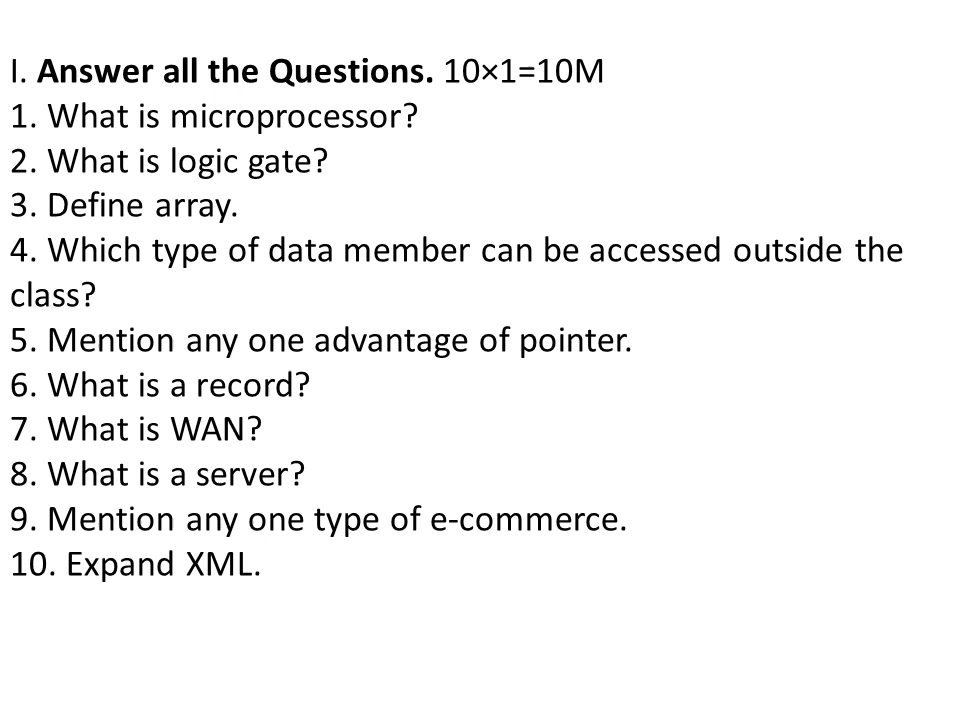 I. Answer all the Questions. 10×1=10M
1. What is microprocessor?
2. What is logic gate?
3. Define array.
4. Which type of data member can be accessed outside the
class?
5. Mention any one advantage of pointer.
6. What is a record?
7. What is WAN?
8. What is a server?
9. Mention any one type of e-commerce.
10. Expand XML.